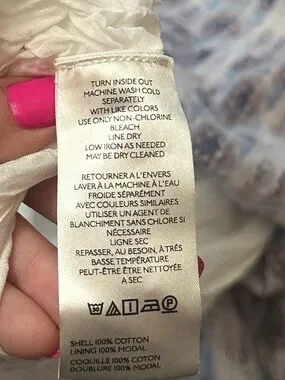 TURN INSIDE OUT
MACHINE WASH COLD
SEPARATELY
WITH LIKE COLORS
USE ONLY NON-CHLORINE
BLEACH
LINE DRY
LOW IRON AS NEEDED
MAY BE DRY CLEANED
RETOURNER A L'ENVERS
LAVER À LA MACHINE À L'EAU
FROIDE SÉPARÉMENT
AVEC COULEURS SIMILAIRES
UTILISER UN AGENT DE
BLANCHIMENT SANS CHLORE SI
NÉCESSAIRE
LIGNE SEC
REPASSER, AU BESOIN, À TRÉS
BASSE TEMPÉRATURE
PEUT-ÊTRE ÊTRE NETTOYÉE
A SEC
30
P
SHELL 100% COTTON
LINING 100% MODAL
COQUILLE 100% COTON
DOUBLURE 100% MODAL